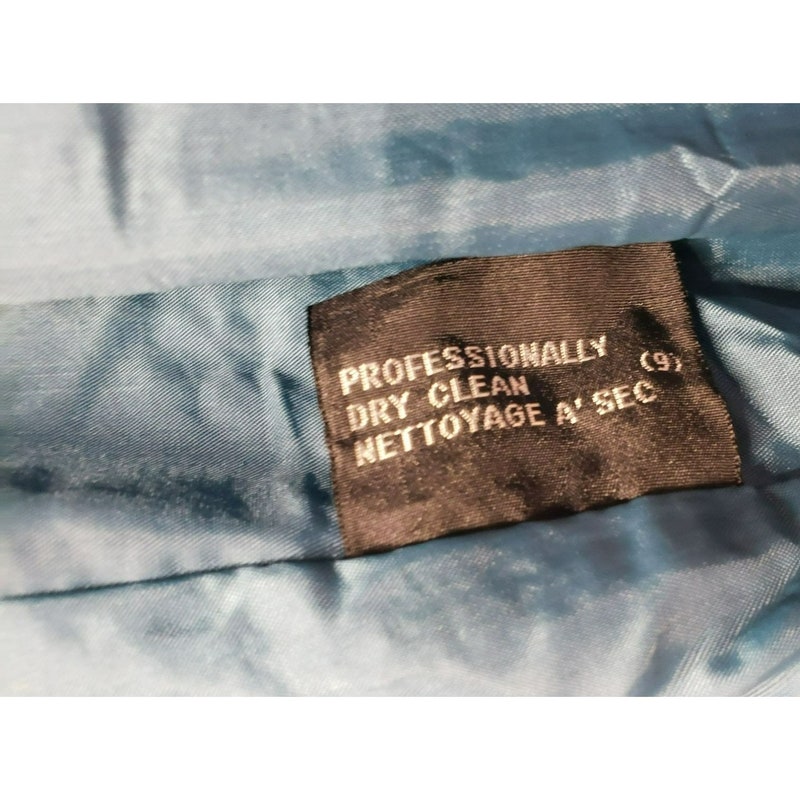 PROFESSIONALLY (9)
DRY CLEAN
NETTOYAGE A' SEC